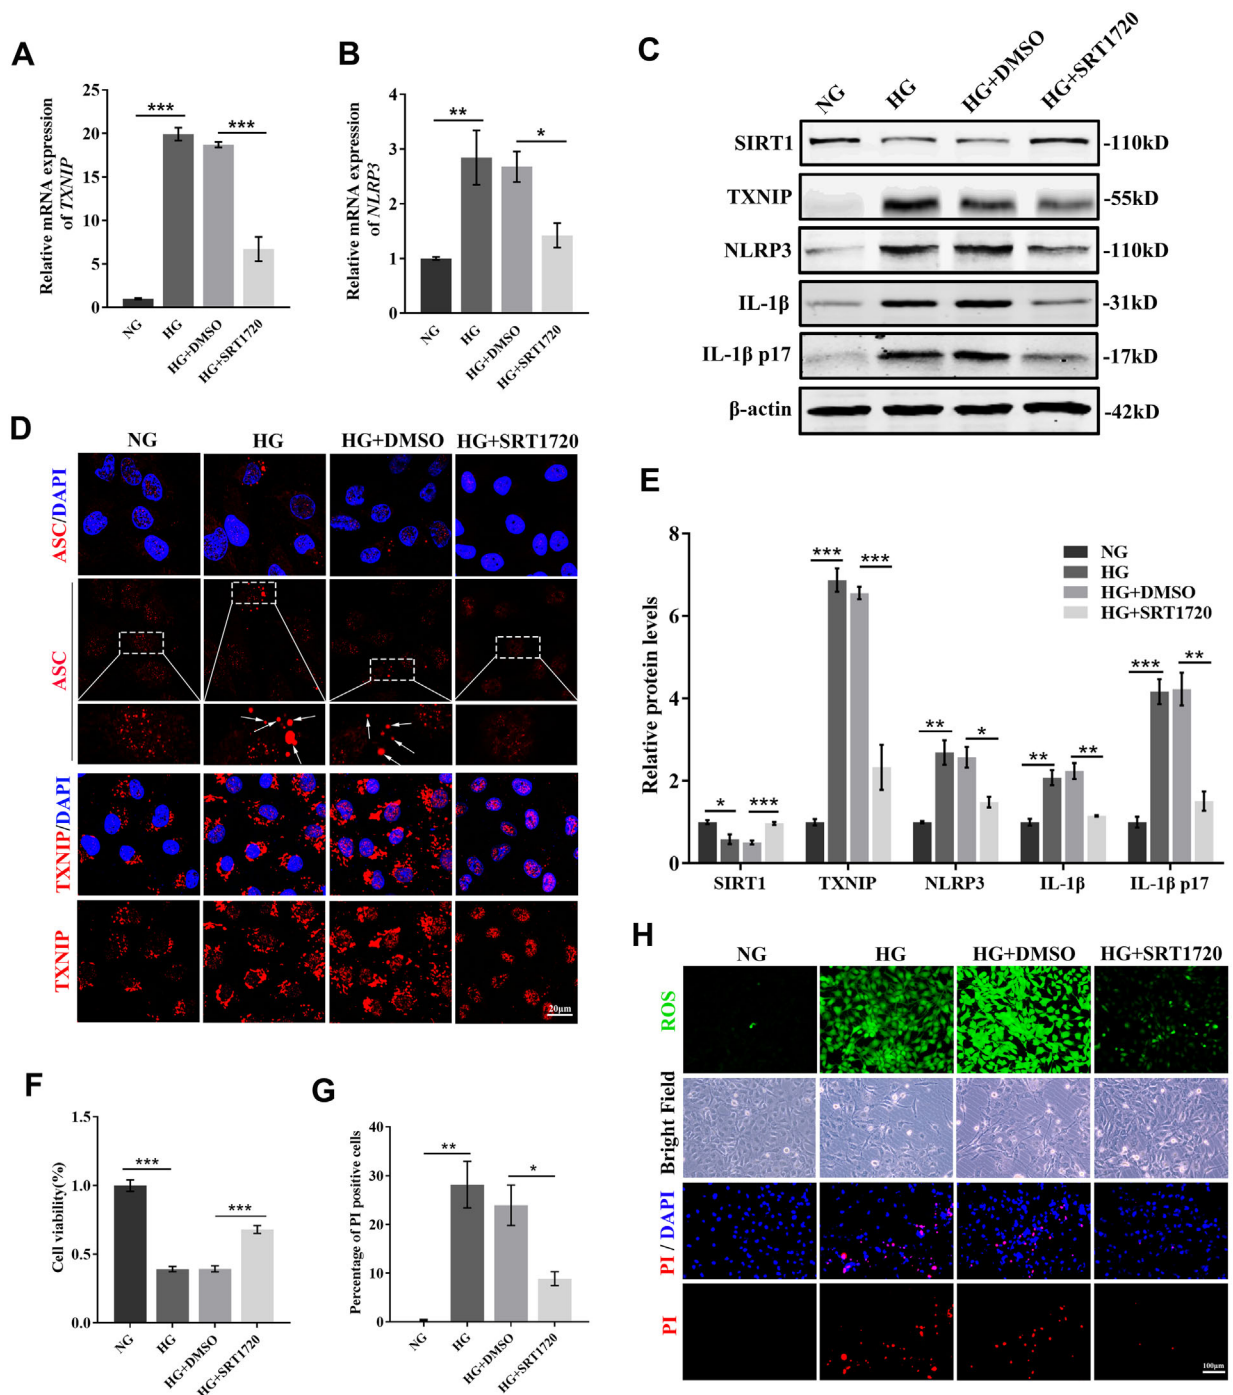 A
Relative mRNA expression
of TXNIP
25
20
15
10
5
0
***
***
NG
HG
HG+DMSO
HG+SRT1720
B
Relative mRNA expression
of NLRP3
4
3
2
1
0
**
*
NG
HG
HG+DMSO
HG+SRT1720
C
NG
HG
HG+DMSO
HG+SRT1720
SIRT1
-110kD
TXNIP
-55kD
NLRP3
-110kD
IL-1β
-31kD
IL-1β p17
-17kD
β-actin
-42kD
D
NG
HG
HG+DMSO
HG+SRT1720
ASC/DAPI
ASC
TXNIP/DAPI
TXNIP
20μm
E
Relative protein levels
8
6
4
2
0
NG
HG
HG+DMSO
HG+SRT1720
*
***
***
***
**
*
**
**
***
**
SIRT1
TXNIP
NLRP3
IL-1β
IL-1β p17
F
Cell viability(%)
1.5
1.0
0.5
0.0
***
***
NG
HG
HG+DMSO
HG+SRT1720
G
Percentage of PI positive cells
40
30
20
10
0
**
*
NG
HG
HG+DMSO
HG+SRT1720
H
NG
HG
HG+DMSO
HG+SRT1720
ROS
Bright Field
PI / DAPI
PI
100μm